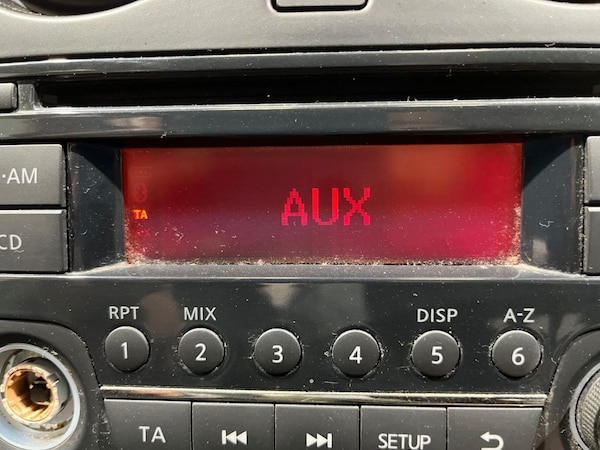 ·AM
CD
TA
AUX
RPT MIX DISP A-Z
1 2 3 4 5 6
TA SETUP